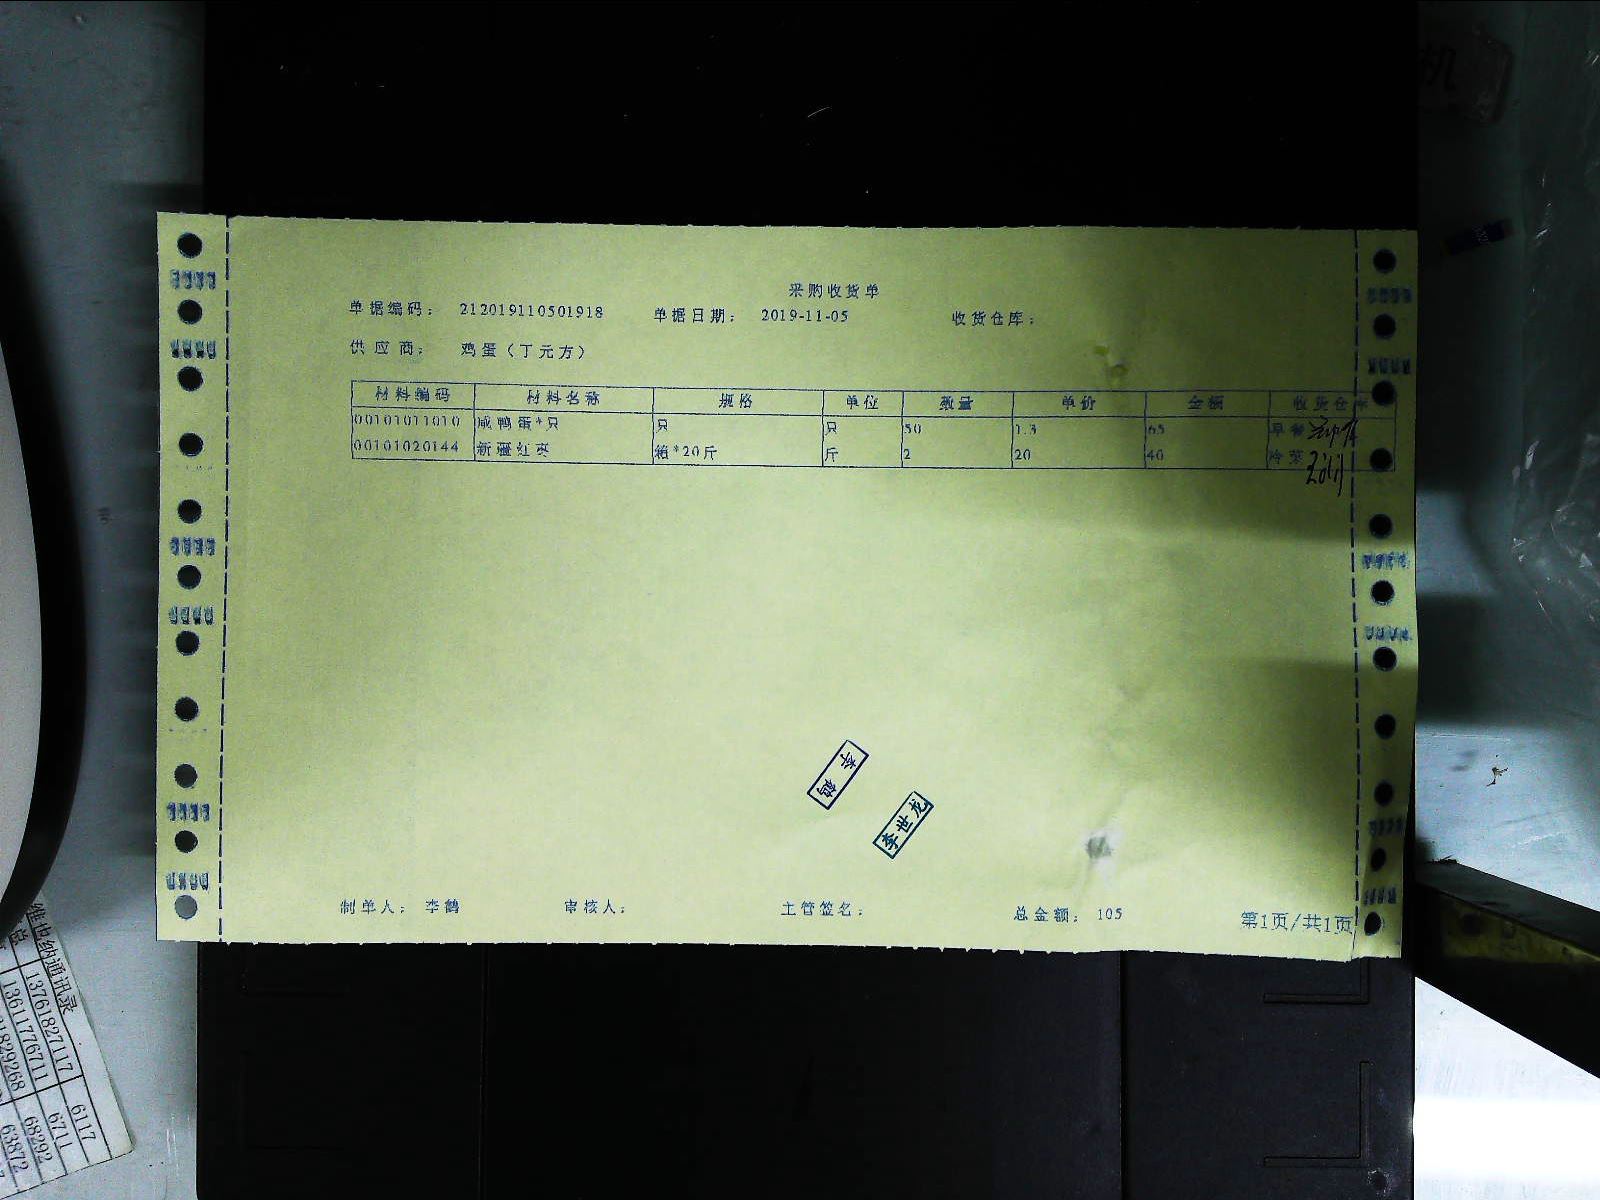 采购收货单
单据编码： 212019110501918 单据日期： 2019-11-05 收货仓库：
供应商： 鸡蛋（丁元方）
材料编码 材料名称 规格 单位 数量 单价 金额 收货仓库
00101011010 咸鸭蛋*只 只 只 50 1.3 65 早餐
00101020144 新疆红枣 箱*20斤 斤 2 20 40 冷菜
李鹤
李世龙
制单人： 李鹤 审核人： 主管签名： 总金额： 105 第1页/共1页
机
维也纳通讯录
总
13761827117 6117
13611776711 6711
1829268 68292
63872